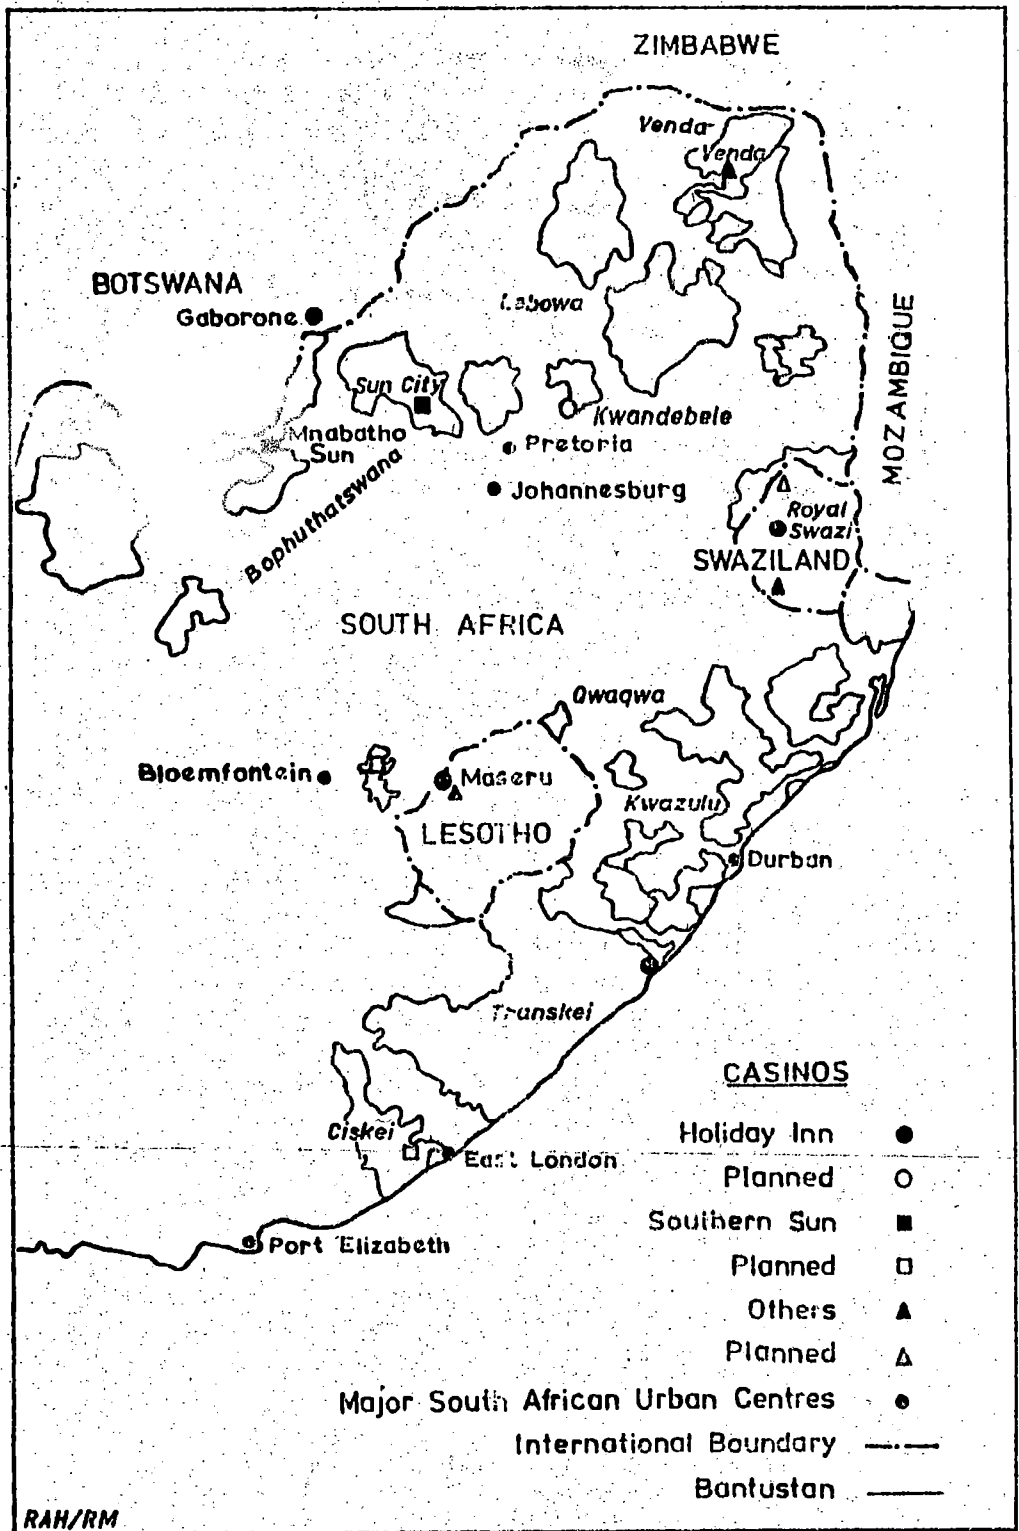 ZIMBABWE
Venda
Venda
BOTSWANA
Gaborone
Lebowa
MOZAMBIQUE
Sun City
Kwandebele
Mnabatho
Sun
Pretoria
Johannesburg
Bophuthatswana
Royal
Swazi
SWAZILAND
SOUTH AFRICA
Qwaqwa
Bloemfontein
Maseru
Kwazulu
LESOTHO
Durban
Transkei
CASINOS
Ciskei
Holiday Inn
East London
Planned
Southern Sun
Port Elizabeth
Planned
Others
Planned
Major South African Urban Centres
International Boundary
Bantustan
RAH/RM